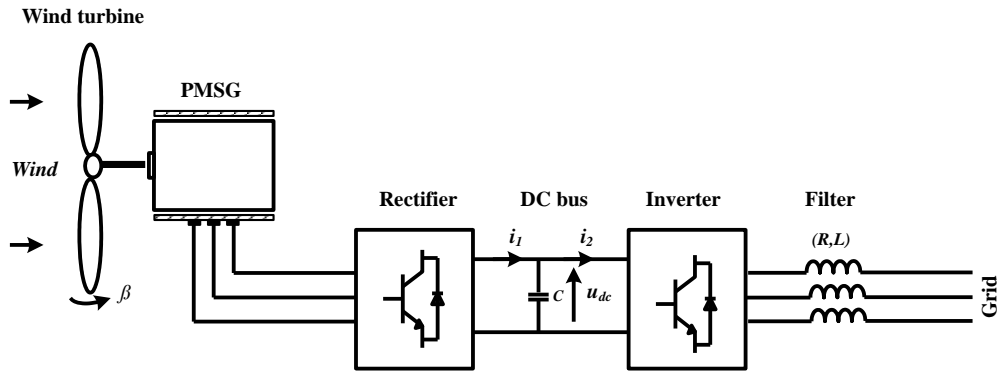 Wind turbine
PMSG
Wind
β
Rectifier
DC bus
Inverter
Filter
i1
i2
(R,L)
C
udc
Grid